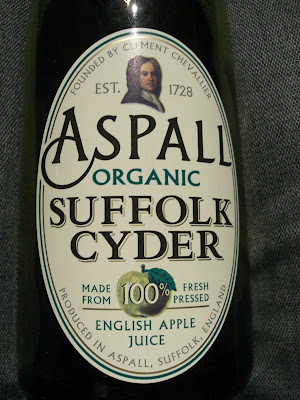 FOUNDED BY CLEMENT CHEVALLIER
EST. 1728
ASPALL
ORGANIC
SUFFOLK
CYDER
MADE FROM 100% FRESH PRESSED
ENGLISH APPLE
JUICE
PRODUCED IN ASPALL, SUFFOLK, ENGLAND